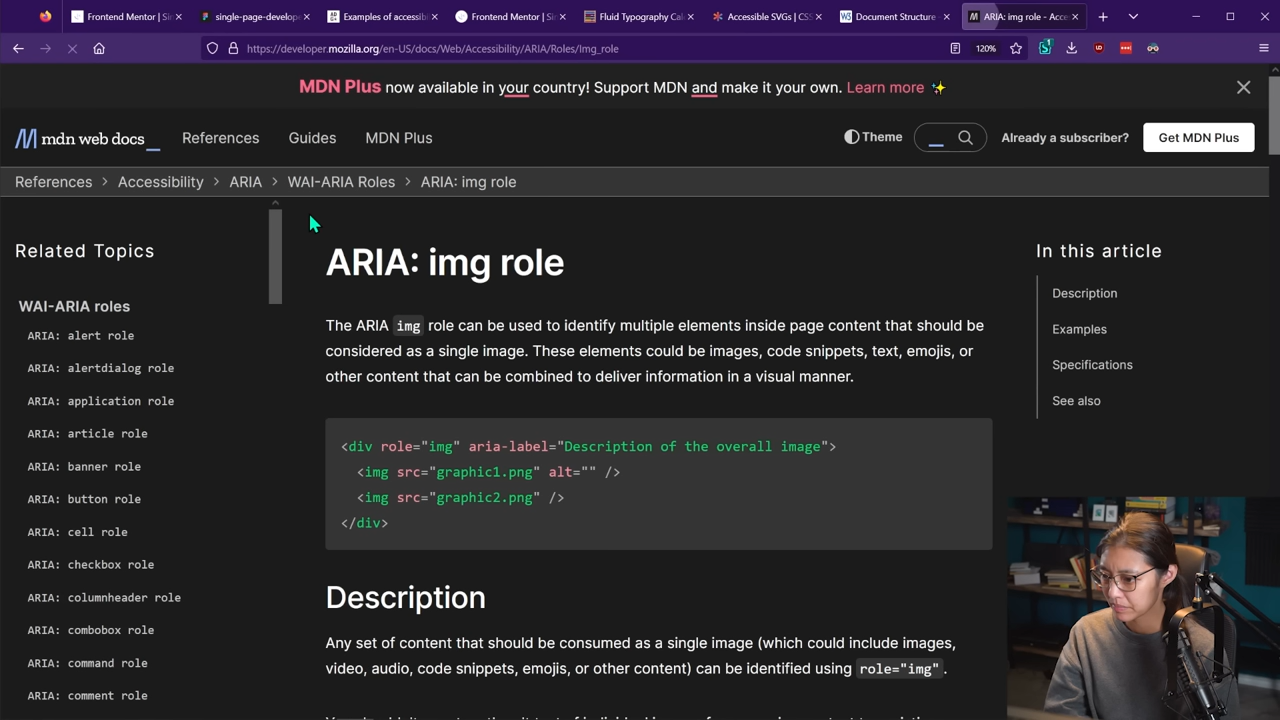 Frontend Mentor | Sin
single-page-develope
Examples of accessib
Frontend Mentor | Sin
Fluid Typography Cal
Accessible SVGs | CSS
Document Structure
ARIA: img role - Acce
https://developer.mozilla.org/en-US/docs/Web/Accessibility/ARIA/Roles/Img_role
120%
MDN Plus now available in your country! Support MDN and make it your own. Learn more ✨
mdn web docs_
References
Guides
MDN Plus
Theme
Already a subscriber?
Get MDN Plus
References > Accessibility > ARIA > WAI-ARIA Roles > ARIA: img role
Related Topics
WAI-ARIA roles
ARIA: alert role
ARIA: alertdialog role
ARIA: application role
ARIA: article role
ARIA: banner role
ARIA: button role
ARIA: cell role
ARIA: checkbox role
ARIA: columnheader role
ARIA: combobox role
ARIA: command role
ARIA: comment role
ARIA: img role
The ARIA img role can be used to identify multiple elements inside page content that should be
considered as a single image. These elements could be images, code snippets, text, emojis, or
other content that can be combined to deliver information in a visual manner.
<div role="img" aria-label="Description of the overall image">
<img src="graphic1.png" alt="" />
<img src="graphic2.png" />
</div>
Description
Any set of content that should be consumed as a single image (which could include images,
video, audio, code snippets, emojis, or other content) can be identified using role="img".
In this article
Description
Examples
Specifications
See also